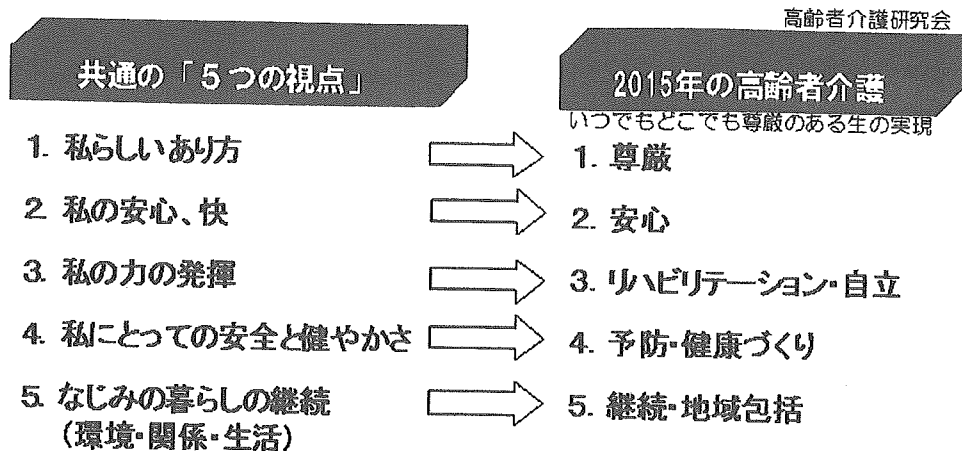 高齢者介護研究会
共通の「5つの視点」
2015年の高齢者介護
いつでもどこでも尊厳のある生の実現
1. 私らしいあり方
1. 尊厳
2. 私の安心、快
2. 安心
3. 私の力の発揮
3. リハビリテーション・自立
4. 私にとっての安全と健やかさ
4. 予防・健康づくり
5. なじみの暮らしの継続
(環境・関係・生活)
5. 継続・地域包括